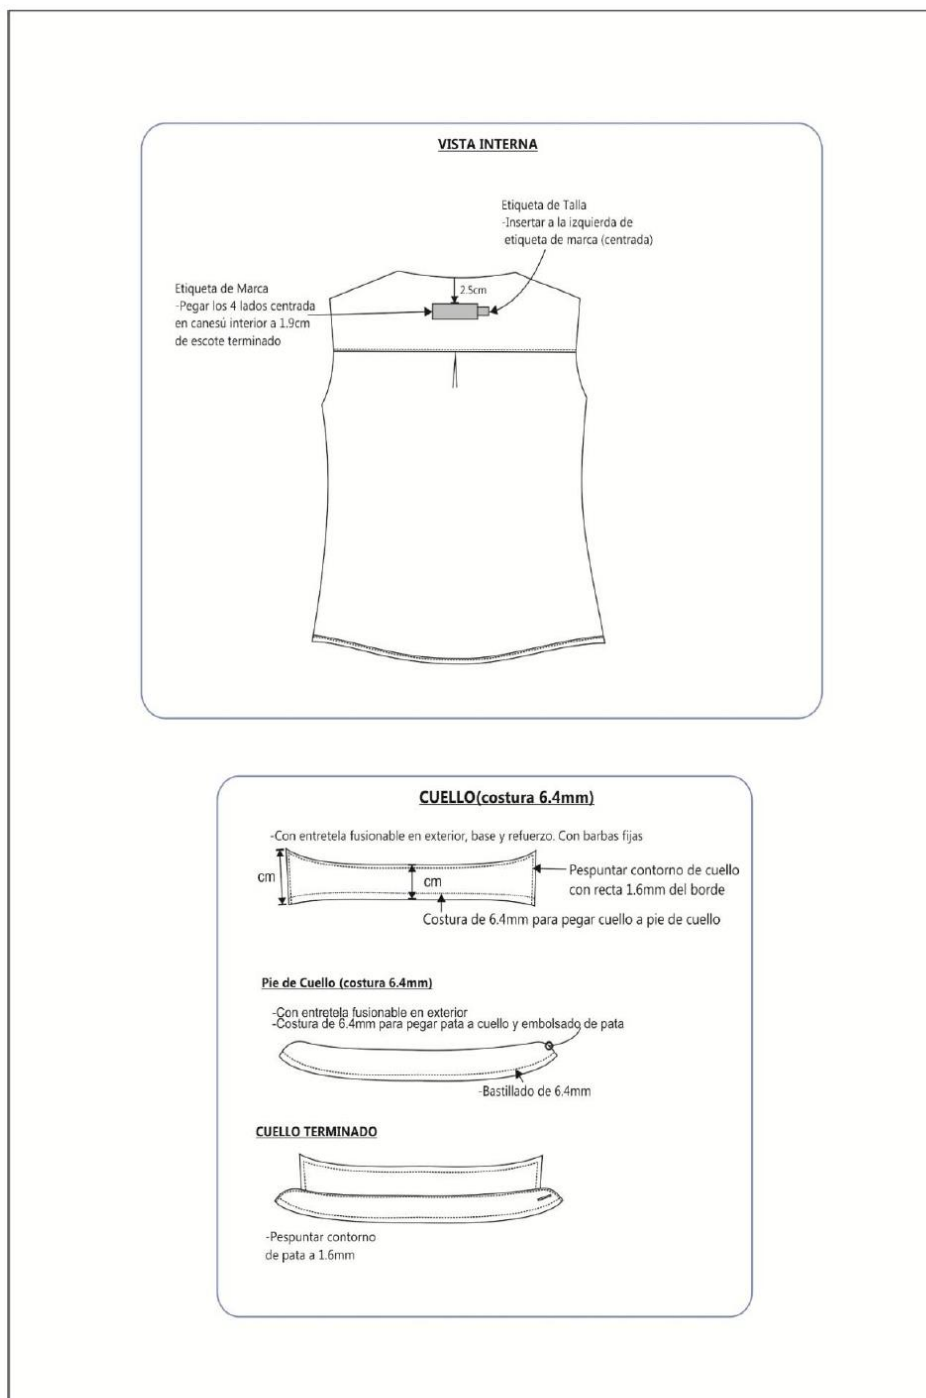 VISTA INTERNA
Etiqueta de Talla
-Insertar a la izquierda de
etiqueta de marca (centrada)
2.5cm
Etiqueta de Marca
-Pegar los 4 lados centrada
en canesú interior a 1.9cm
de escote terminado
CUELLO(costura 6.4mm)
-Con entretela fusionable en exterior, base y refuerzo. Con barbas fijas
cm
cm
Pespuntar contorno de cuello
con recta 1.6mm del borde
Costura de 6.4mm para pegar cuello a pie de cuello
Pie de Cuello (costura 6.4mm)
-Con entretela fusionable en exterior
-Costura de 6.4mm para pegar pata a cuello y embolsado de pata
-Bastillado de 6.4mm
CUELLO TERMINADO
-Pespuntar contorno
de pata a 1.6mm